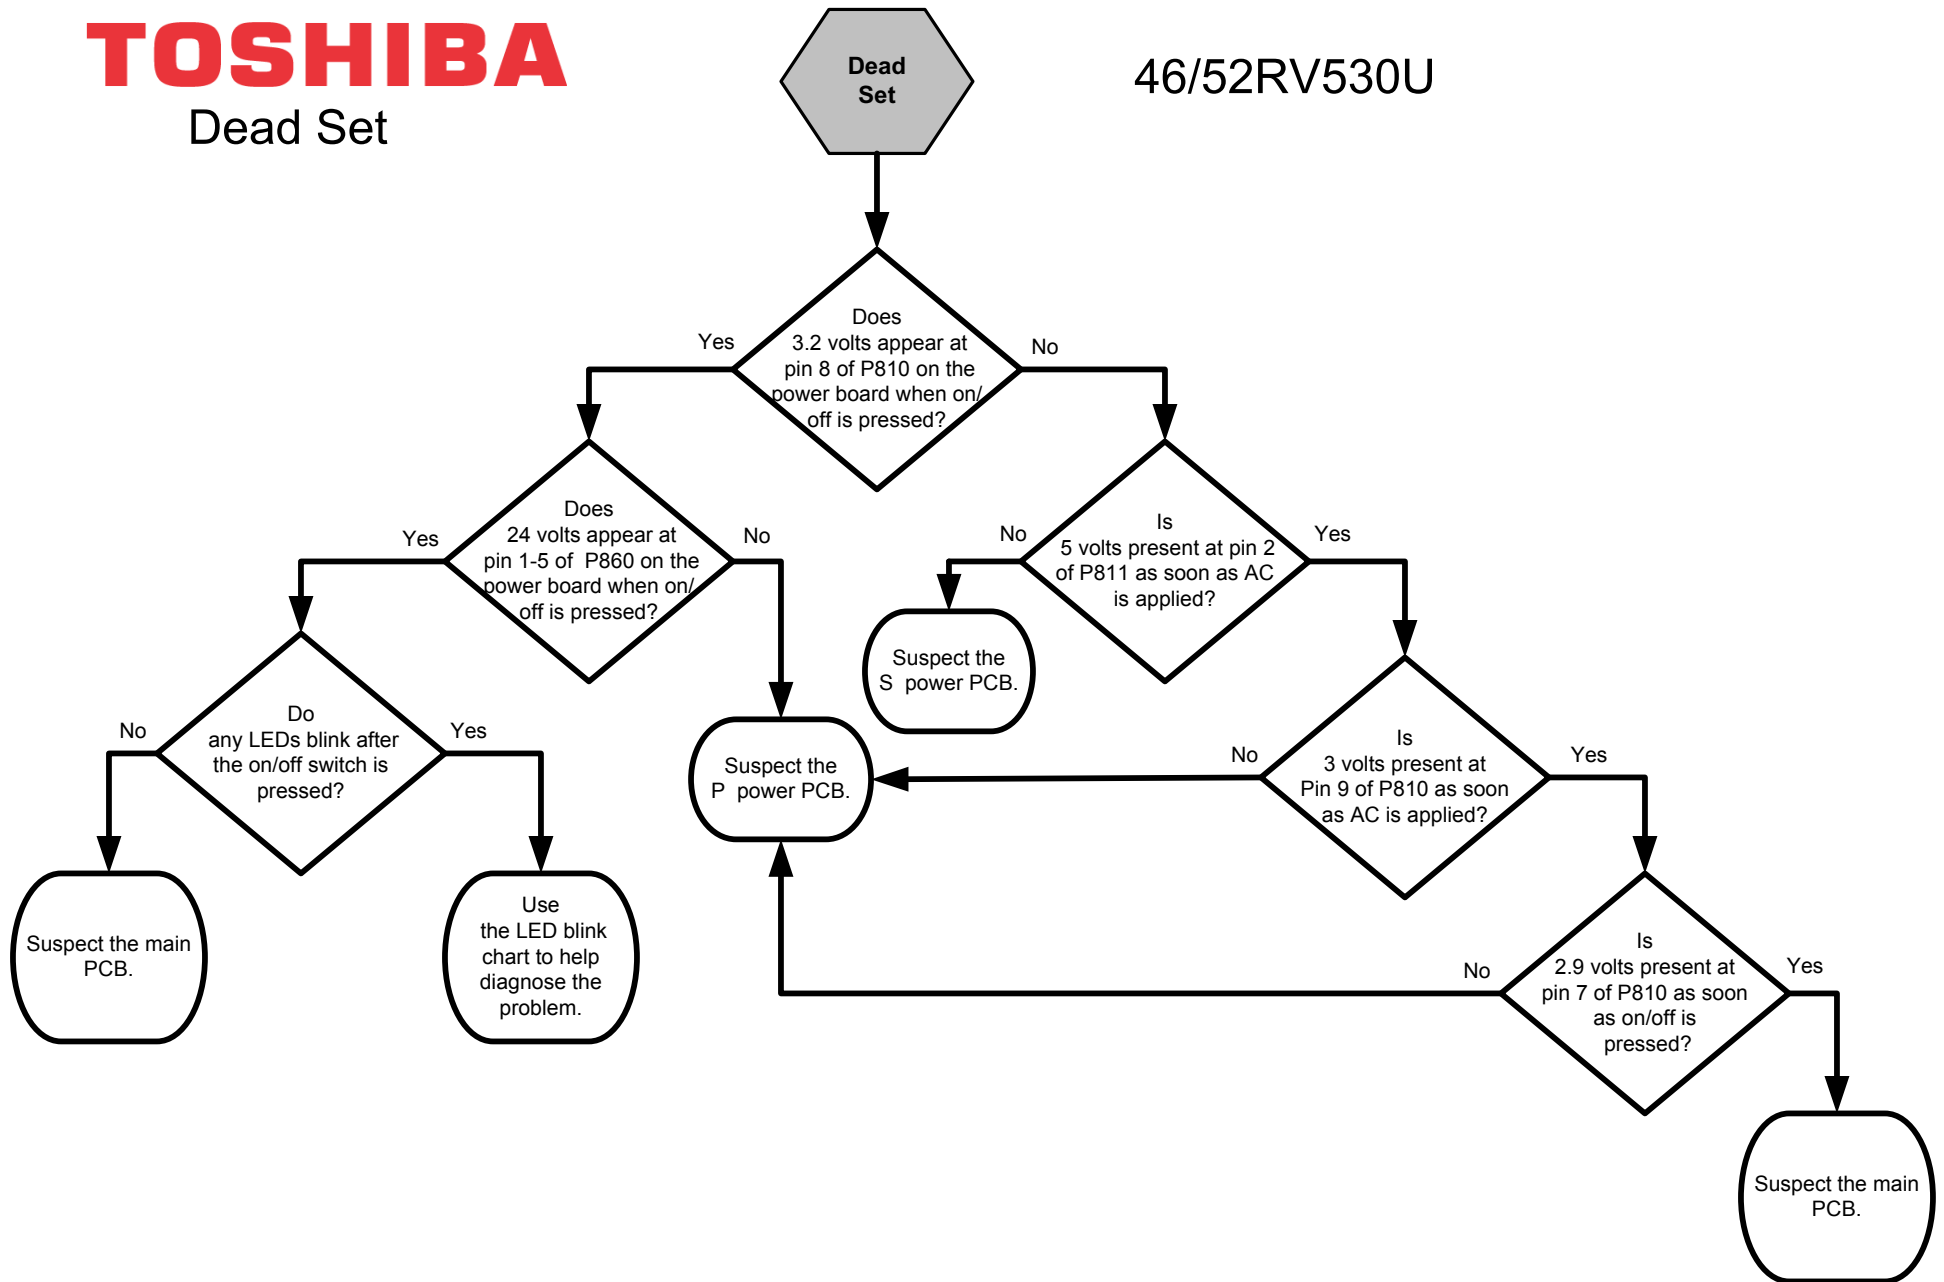 TOSHIBA
Dead Set
Dead
Set
46/52RV530U
Does
3.2 volts appear at
pin 8 of P810 on the
power board when on/
off is pressed?
Yes
No
Does
24 volts appear at
pin 1-5 of  P860 on the
power board when on/
off is pressed?
Yes
No
Is
5 volts present at pin 2
of P811 as soon as AC
is applied?
No
Yes
Suspect the
S  power PCB.
Do
any LEDs blink after
the on/off switch is
pressed?
No
Yes
Suspect the
P  power PCB.
Is
3 volts present at
Pin 9 of P810 as soon
as AC is applied?
No
Yes
Suspect the main
PCB.
Use
the LED blink
chart to help
diagnose the
problem.
Is
2.9 volts present at
pin 7 of P810 as soon
as on/off is
pressed?
No
Yes
Suspect the main
PCB.